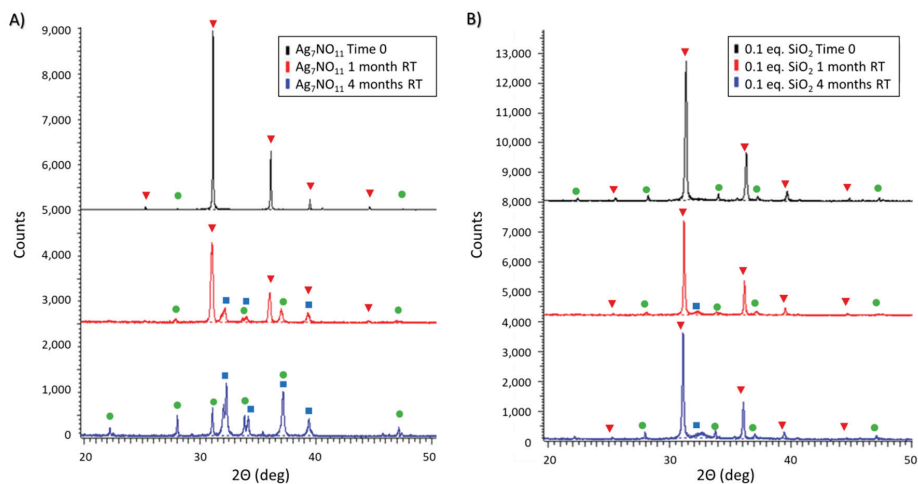 A)
9,000
8,000
7,000
6,000
5,000
4,000
3,000
2,000
1,000
0
Counts
Ag₇NO₁₁ Time 0
Ag₇NO₁₁ 1 month RT
Ag₇NO₁₁ 4 months RT
20 30 40 50
2Θ (deg)
B)
13,000
12,000
11,000
10,000
9,000
8,000
7,000
6,000
5,000
4,000
3,000
2,000
1,000
0
Counts
0.1 eq. SiO₂ Time 0
0.1 eq. SiO₂ 1 month RT
0.1 eq. SiO₂ 4 months RT
20 30 40 50
2Θ (deg)